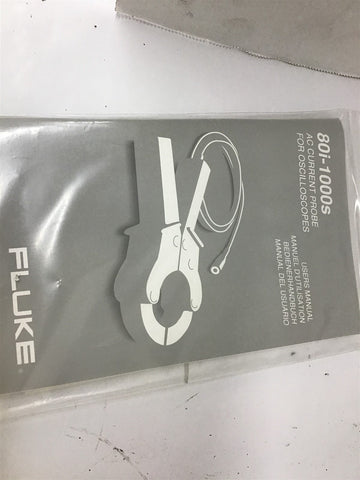 80i-1000s
AC CURRENT PROBE
FOR OSCILLOSCOPES
USERS MANUAL
MANUEL D'UTILISATION
BEDIENERHANDBUCH
MANUAL DEL USUARIO
FLUKE®